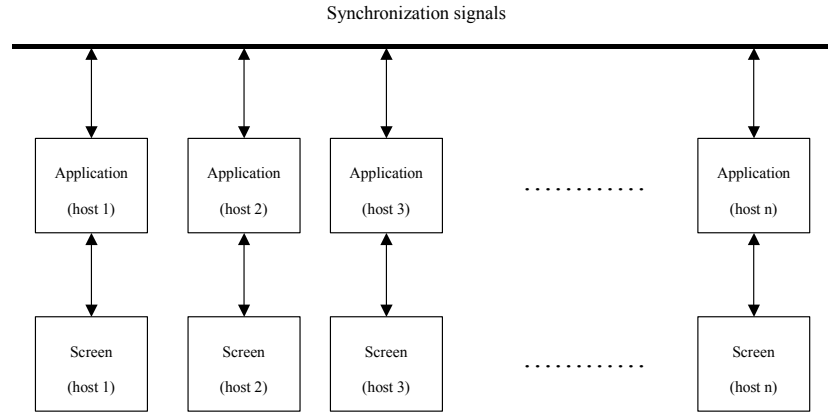 Synchronization signals
Application
(host 1)
Application
(host 2)
Application
(host 3)
. . . . . . . . . . . .
Application
(host n)
Screen
(host 1)
Screen
(host 2)
Screen
(host 3)
. . . . . . . . . . . .
Screen
(host n)